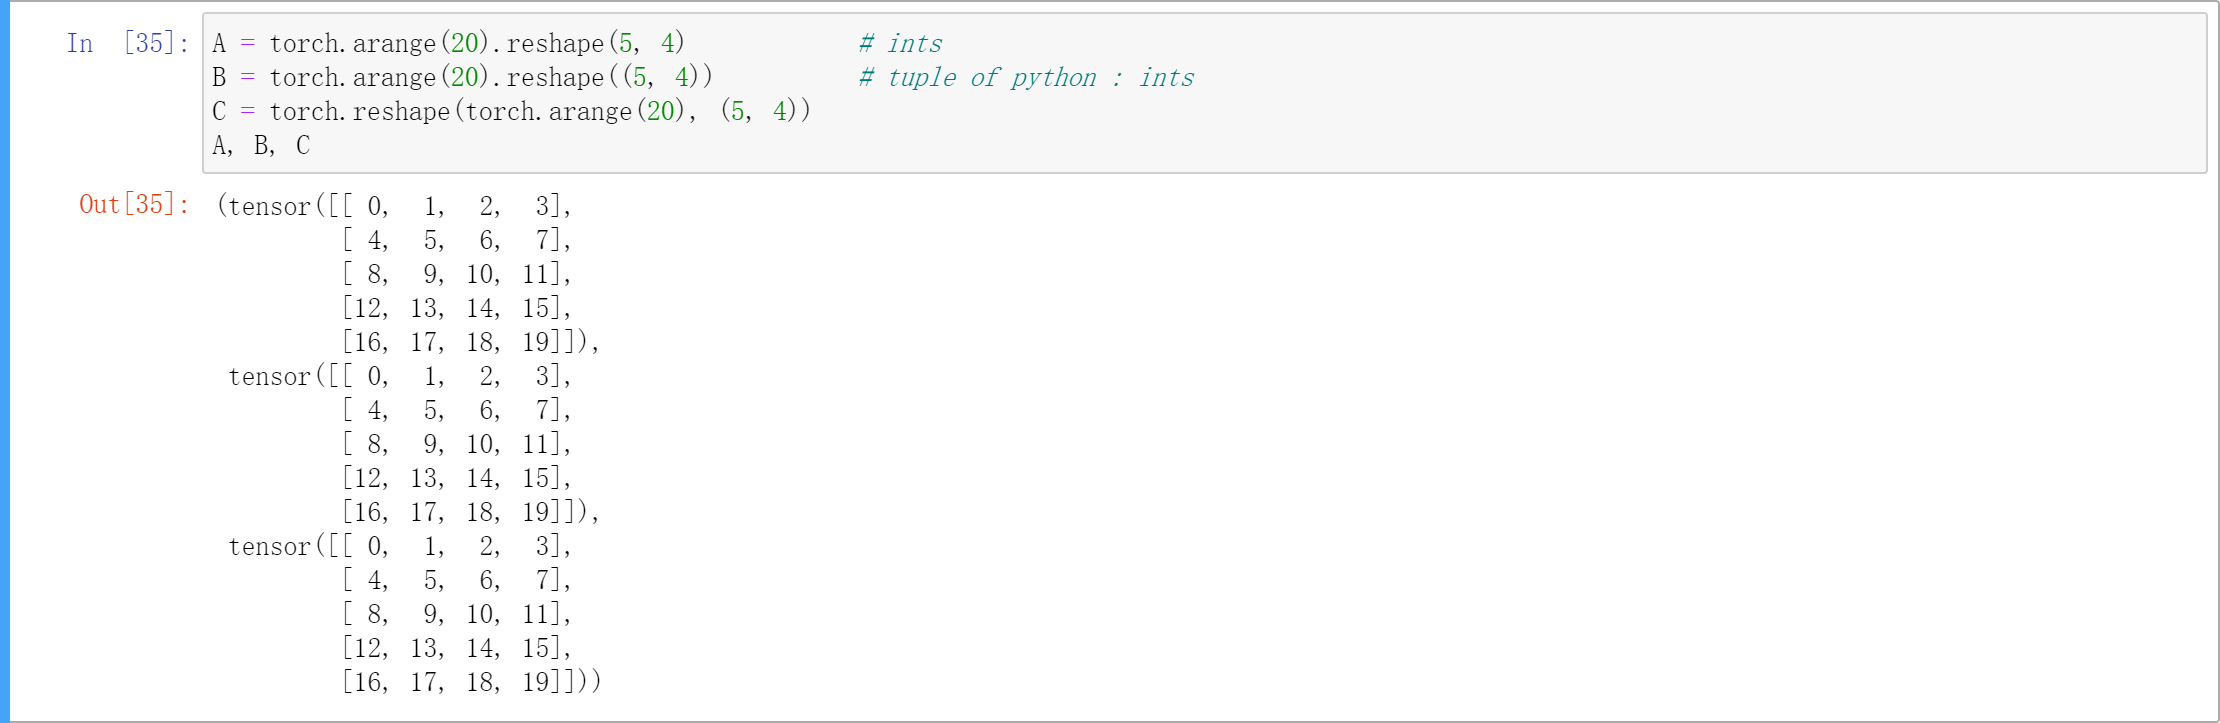 In [35]: A = torch.arange(20).reshape(5, 4)            # ints
B = torch.arange(20).reshape((5, 4))          # tuple of python : ints
C = torch.reshape(torch.arange(20), (5, 4))
A, B, C
Out[35]: (tensor([[ 0,  1,  2,  3],
[ 4,  5,  6,  7],
[ 8,  9, 10, 11],
[12, 13, 14, 15],
[16, 17, 18, 19]]),
tensor([[ 0,  1,  2,  3],
[ 4,  5,  6,  7],
[ 8,  9, 10, 11],
[12, 13, 14, 15],
[16, 17, 18, 19]]),
tensor([[ 0,  1,  2,  3],
[ 4,  5,  6,  7],
[ 8,  9, 10, 11],
[12, 13, 14, 15],
[16, 17, 18, 19]]))